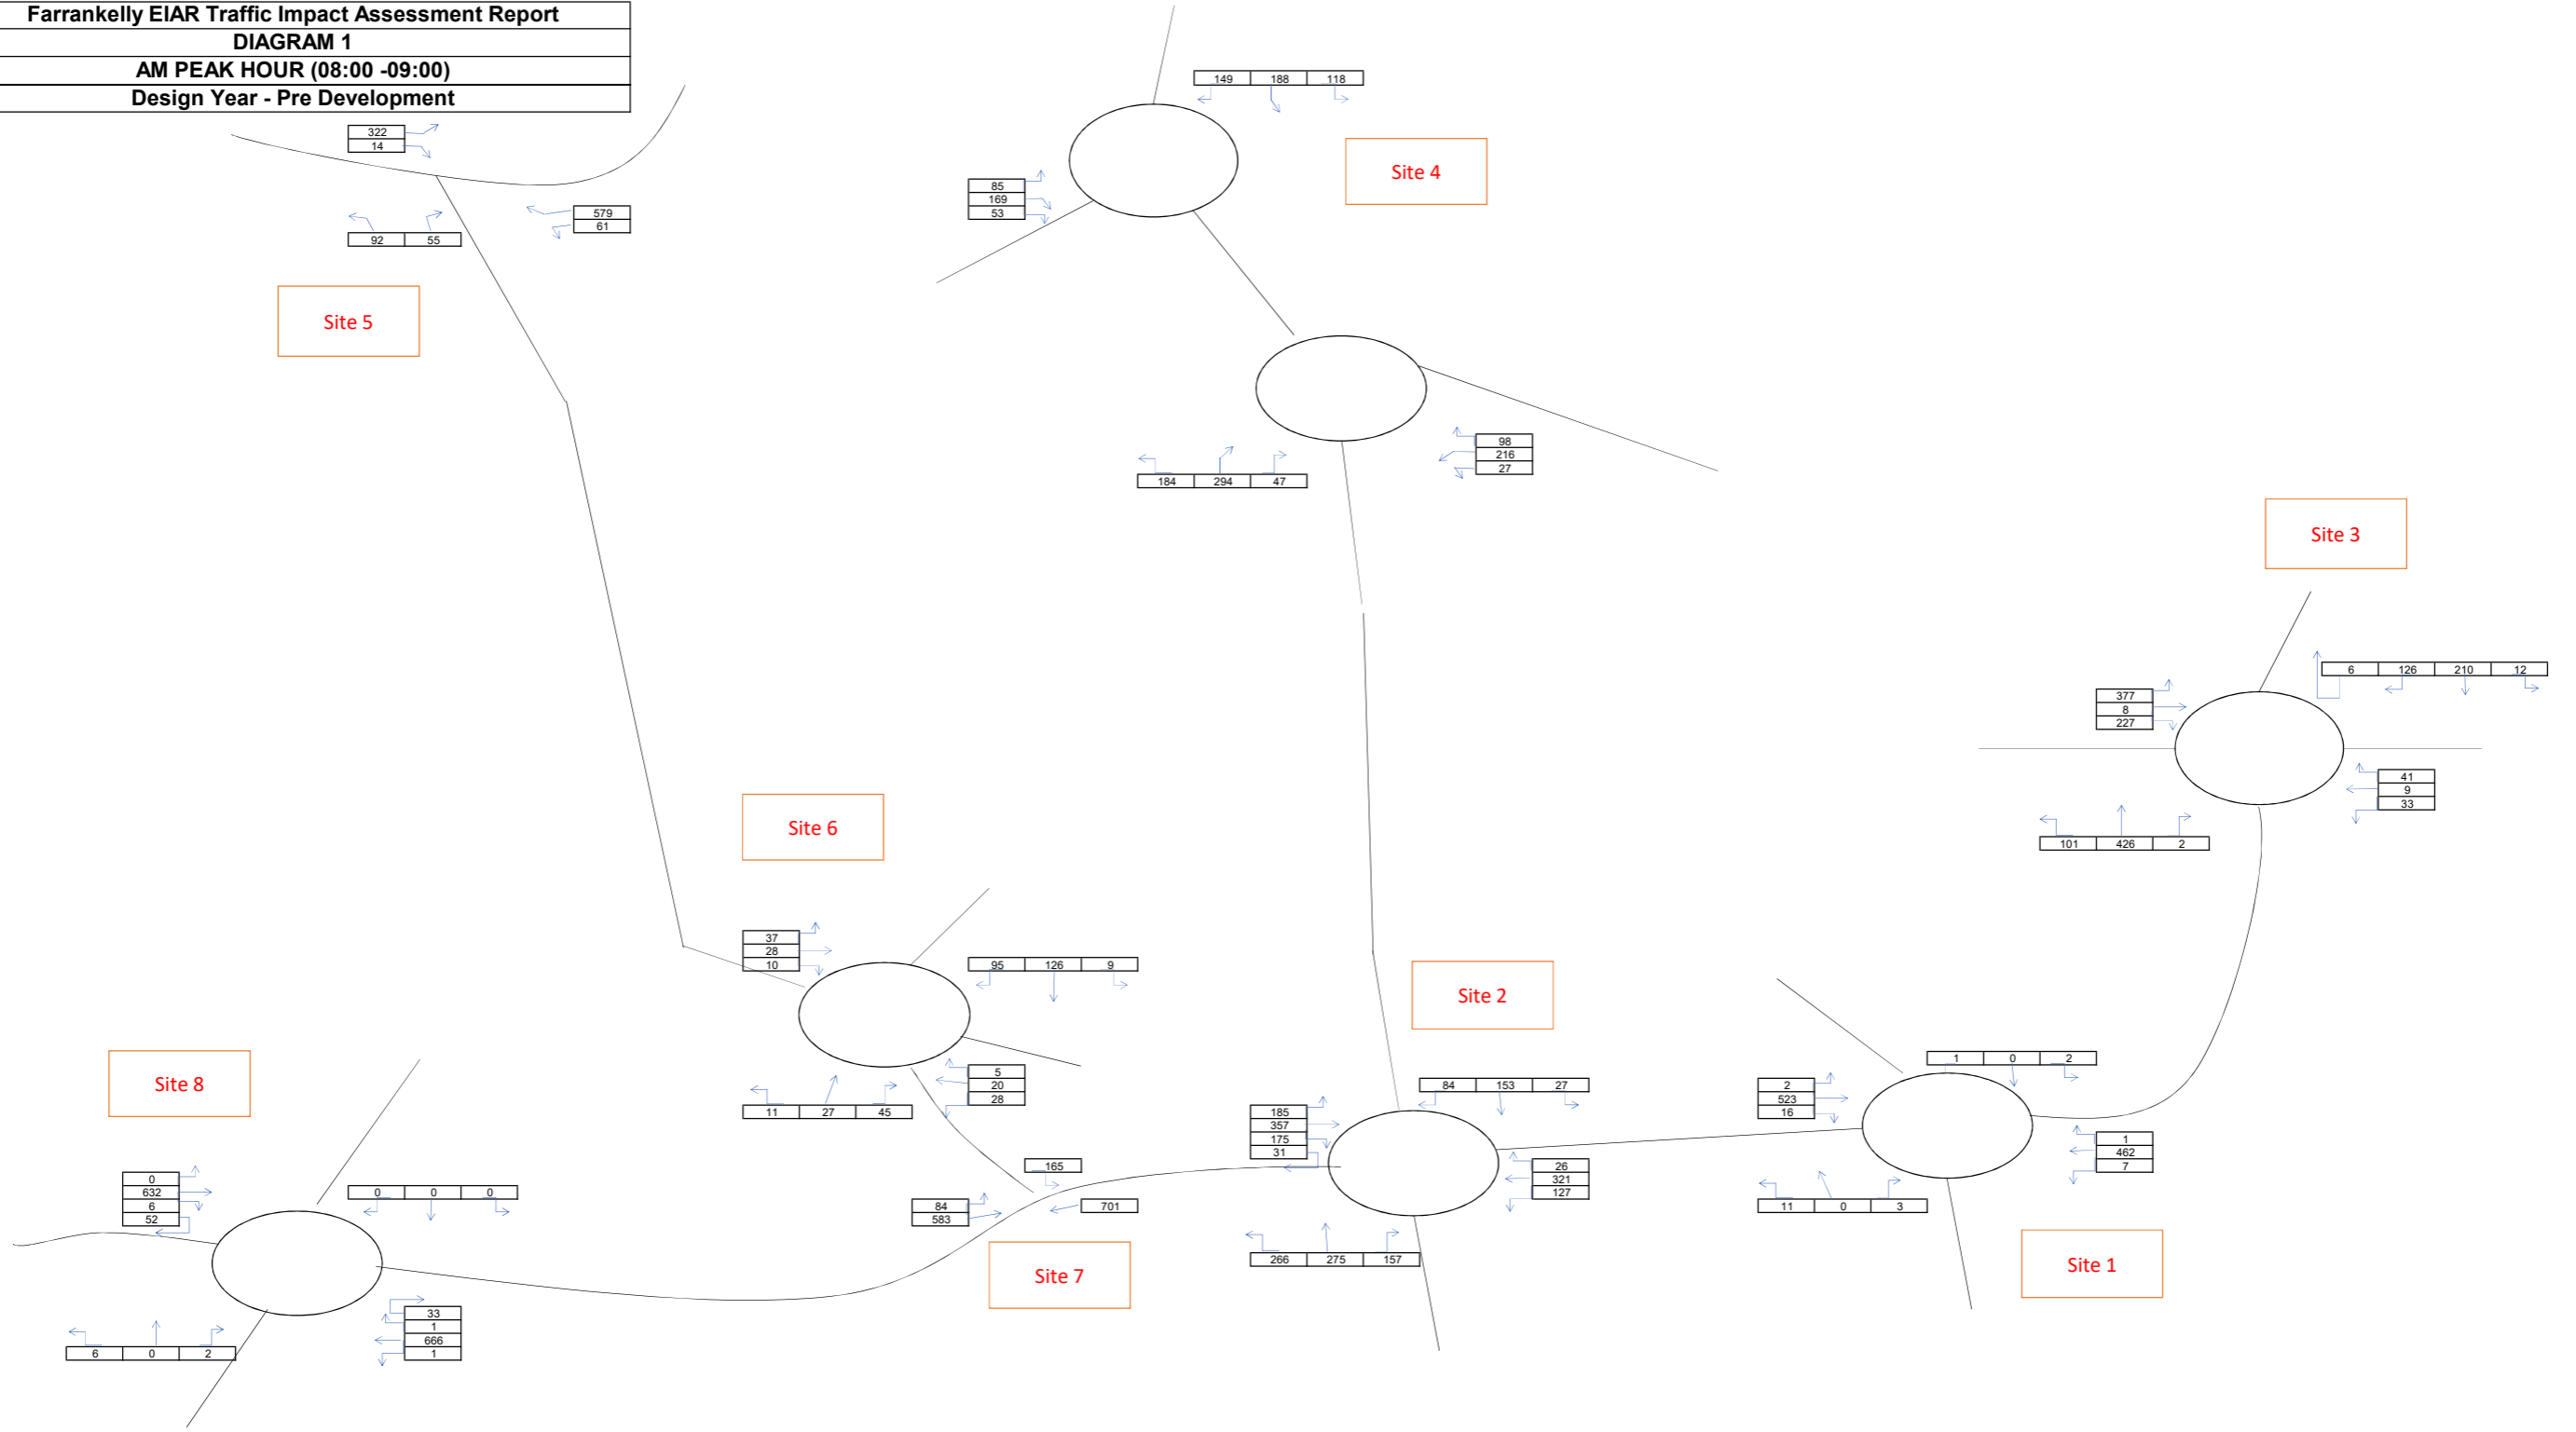 Farrankelly EIAR Traffic Impact Assessment Report
DIAGRAM 1
AM PEAK HOUR (08:00 -09:00)
Design Year - Pre Development
322
14
92 55
579
61
Site 5
149 188 118
Site 4
85
169
53
98
216
27
184 294 47
Site 3
6 126 210 12
377
8
227
41
9
33
101 426 2
Site 6
37
28
10
95 126 9
5
20
28
11 27 45
Site 2
84 153 27
185
357
175
31
26
321
127
266 275 157
1 0 2
2
523
16
1
462
7
11 0 3
Site 1
165
84
583
701
Site 7
Site 8
0
632
6
52
0 0 0
33
1
666
1
6 0 2